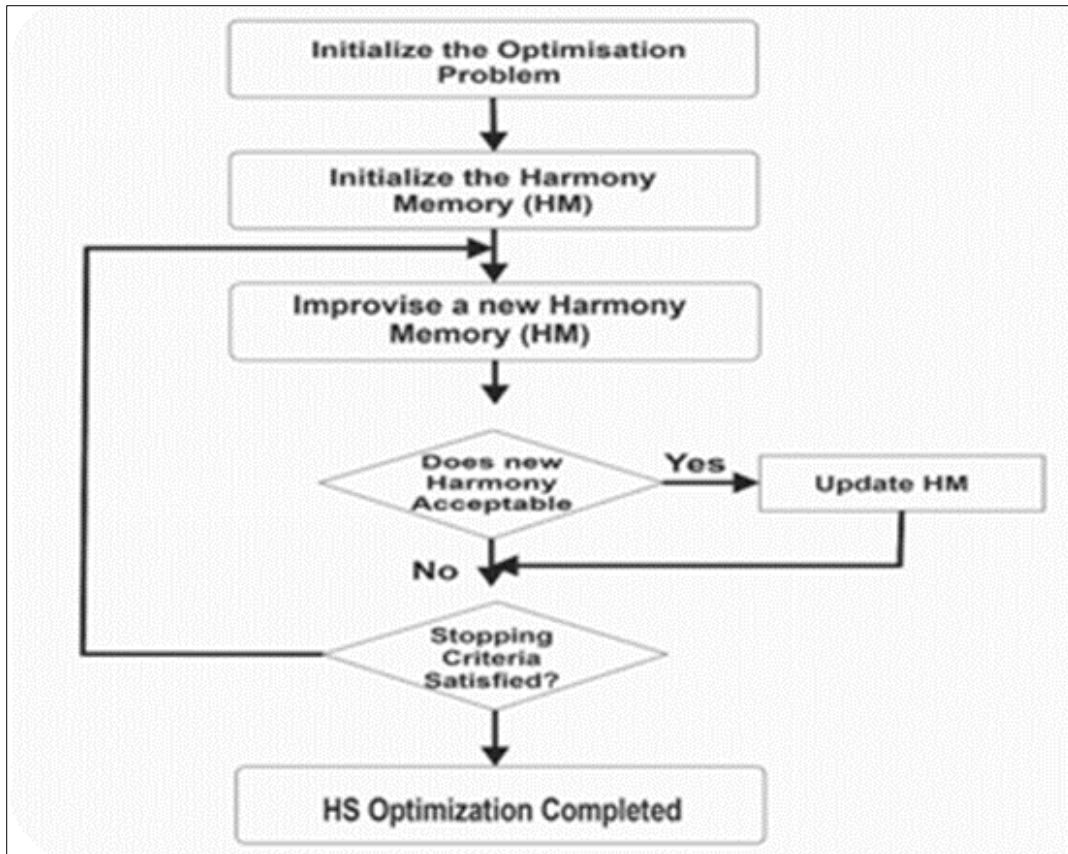 Initialize the Optimisation
Problem
Initialize the Harmony
Memory (HM)
Improvise a new Harmony
Memory (HM)
Does new
Harmony
Acceptable
Yes
Update HM
No
Stopping
Criteria
Satisfied?
HS Optimization Completed